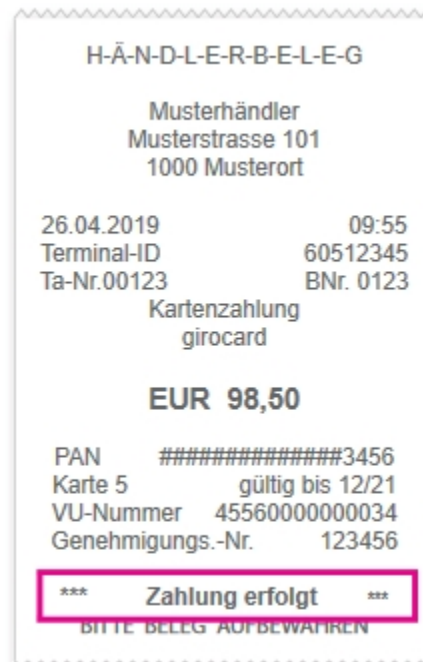 H-Ä-N-D-L-E-R-B-E-L-E-G
Musterhändler
Musterstrasse 101
1000 Musterort
26.04.2019 09:55
Terminal-ID 60512345
Ta-Nr.00123 BNr. 0123
Kartenzahlung
girocard
EUR 98,50
PAN ##############3456
Karte 5 gültig bis 12/21
VU-Nummer 45560000000034
Genehmigungs.-Nr. 123456
*** Zahlung erfolgt ***
BITTE BELEG AUFBEWAHREN